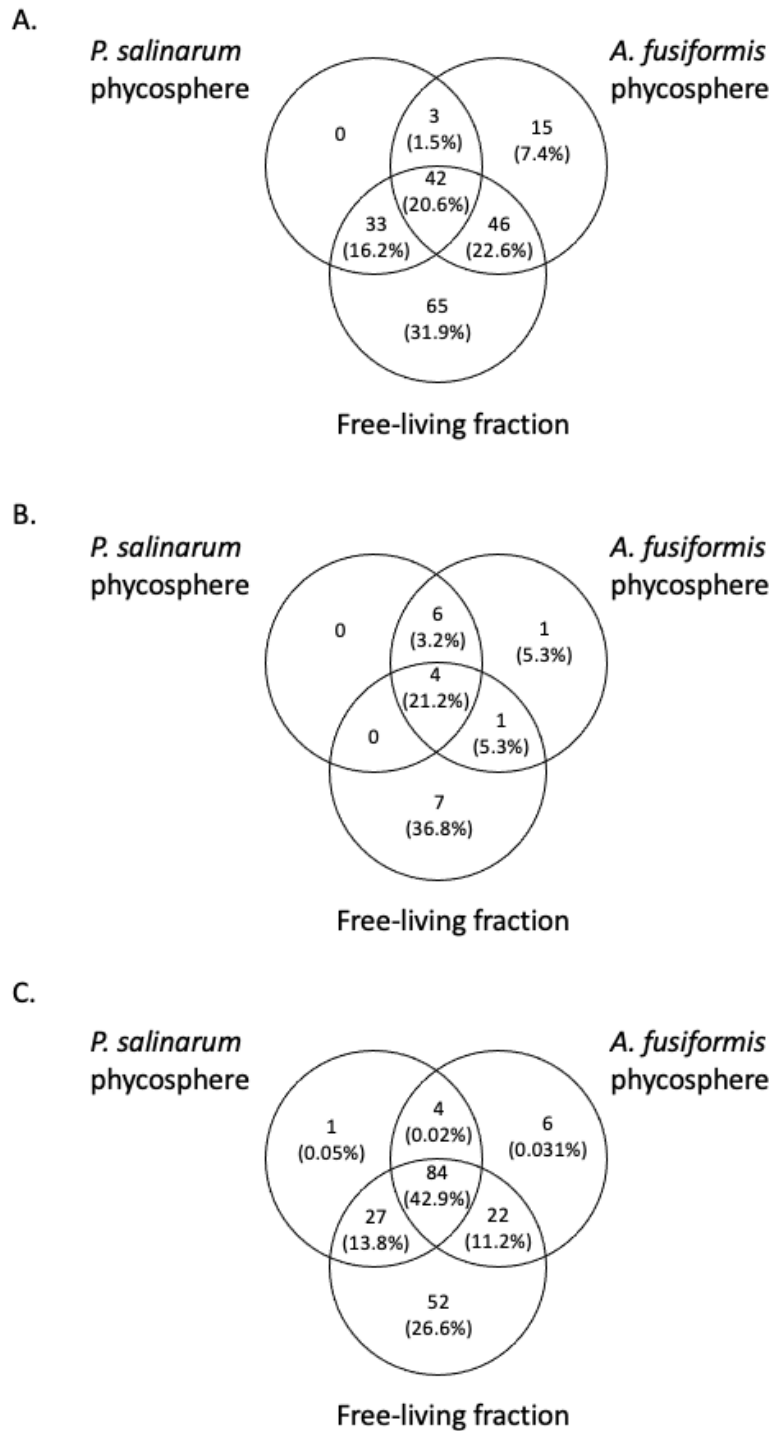 A.
P. salinarum
phycosphere
A. fusiformis
phycosphere
0
3
(1.5%)
15
(7.4%)
42
(20.6%)
33
(16.2%)
46
(22.6%)
65
(31.9%)
Free-living fraction
B.
P. salinarum
phycosphere
A. fusiformis
phycosphere
0
6
(3.2%)
1
(5.3%)
4
(21.2%)
0
1
(5.3%)
7
(36.8%)
Free-living fraction
C.
P. salinarum
phycosphere
A. fusiformis
phycosphere
1
(0.05%)
4
(0.02%)
6
(0.031%)
84
(42.9%)
27
(13.8%)
22
(11.2%)
52
(26.6%)
Free-living fraction